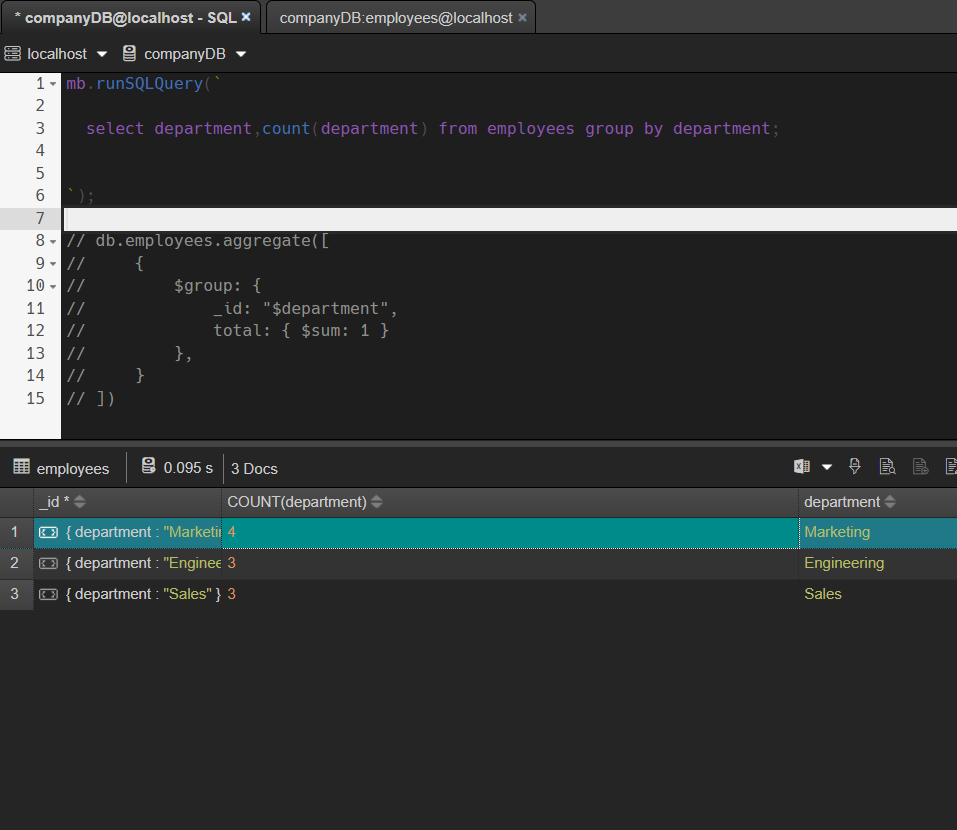 * companyDB@localhost - SQL × companyDB:employees@localhost ×
localhost companyDB
1 mb.runSQLQuery(`
2
3 select department,count(department) from employees group by department;
4
5
6 `);
7
8 // db.employees.aggregate([
9 // {
10 // $group: {
11 // _id: "$department",
12 // total: { $sum: 1 }
13 // },
14 // }
15 // ])
employees 0.095 s 3 Docs
_id * COUNT(department) department
1 { department : "Marketin 4 Marketing
2 { department : "Enginee 3 Engineering
3 { department : "Sales" } 3 Sales